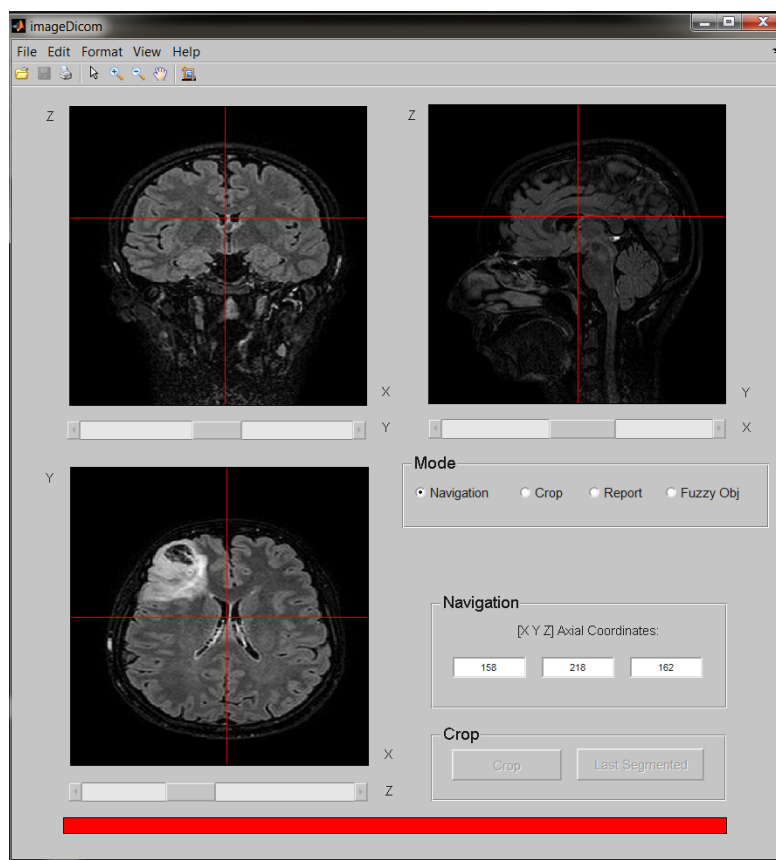 imageDicom
File Edit Format View Help
Z
Z
X
Y
Y
X
Y
Mode
Navigation Crop Report Fuzzy Obj
Navigation
[X Y Z] Axial Coordinates:
158 218 162
X
Crop
Crop Last Segmented
Z